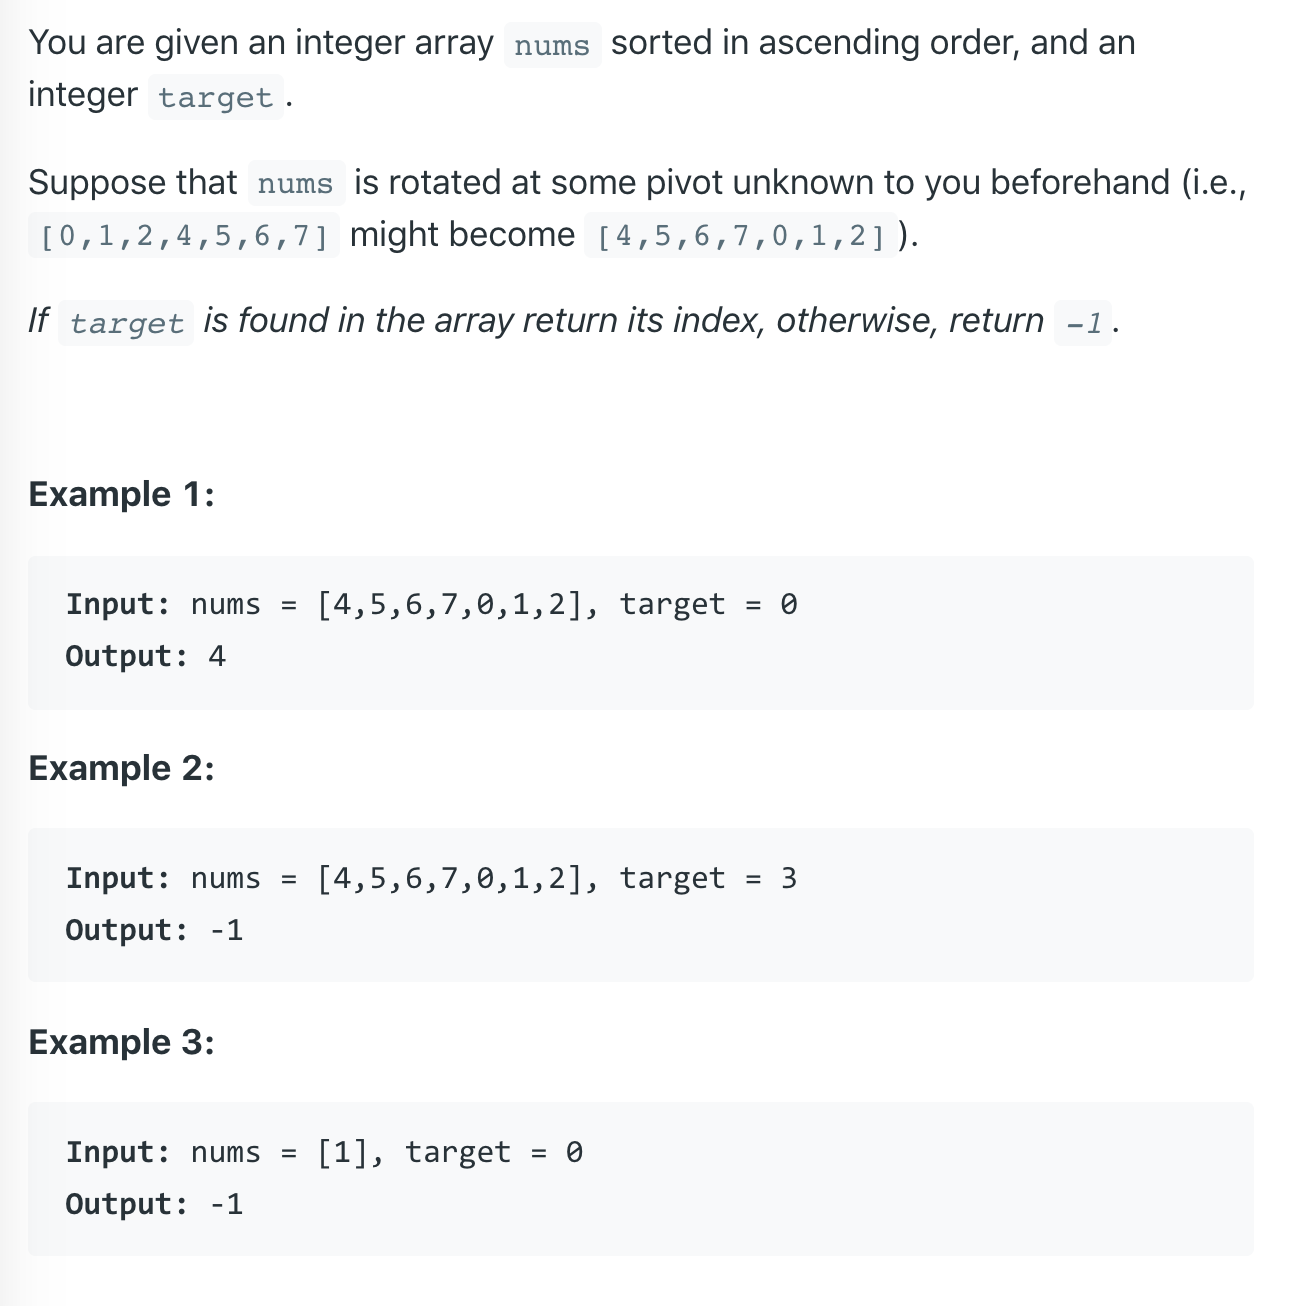 You are given an integer array nums sorted in ascending order, and an
integer target.
Suppose that nums is rotated at some pivot unknown to you beforehand (i.e.,
[0,1,2,4,5,6,7] might become [4,5,6,7,0,1,2]).
If target is found in the array return its index, otherwise, return -1.
Example 1:
Input: nums = [4,5,6,7,0,1,2], target = 0
Output: 4
Example 2:
Input: nums = [4,5,6,7,0,1,2], target = 3
Output: -1
Example 3:
Input: nums = [1], target = 0
Output: -1